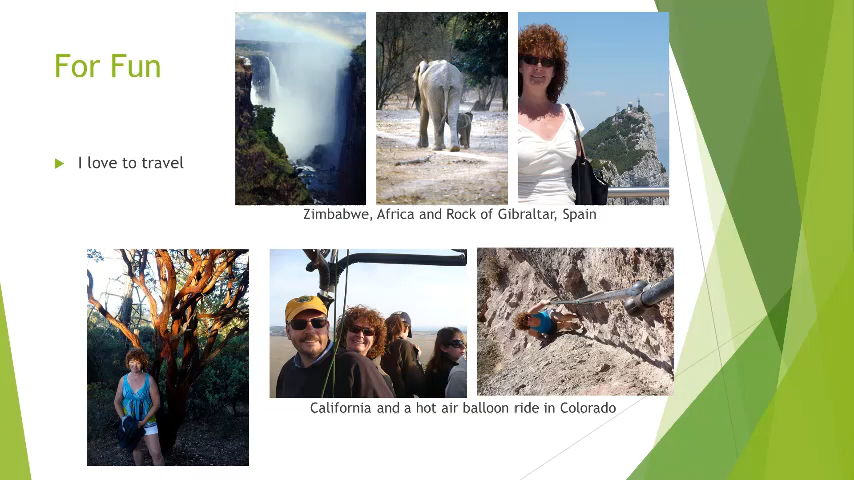 For Fun
I love to travel
Zimbabwe, Africa and Rock of Gibraltar, Spain
California and a hot air balloon ride in Colorado